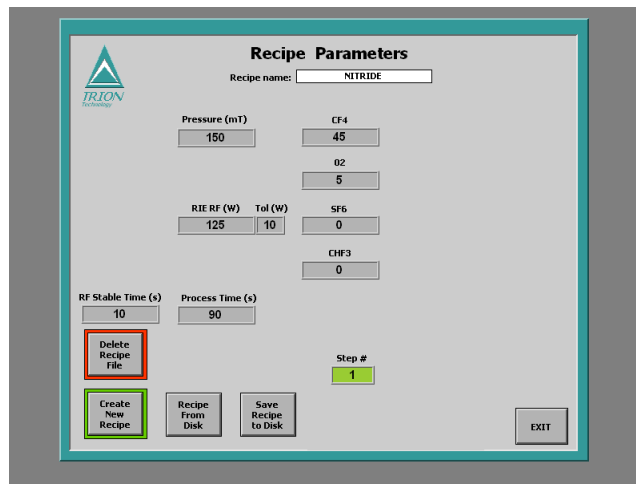 Recipe Parameters
Recipe name: NITRIDE
TRION
Technology
Pressure (mT)
150
CF4
45
O2
5
RIE RF (W) Tol (W)
125 10
SF6
0
CHF3
0
RF Stable Time (s)
10
Process Time (s)
90
Delete
Recipe
File
Step #
1
Create
New
Recipe
Recipe
From
Disk
Save
Recipe
to Disk
EXIT